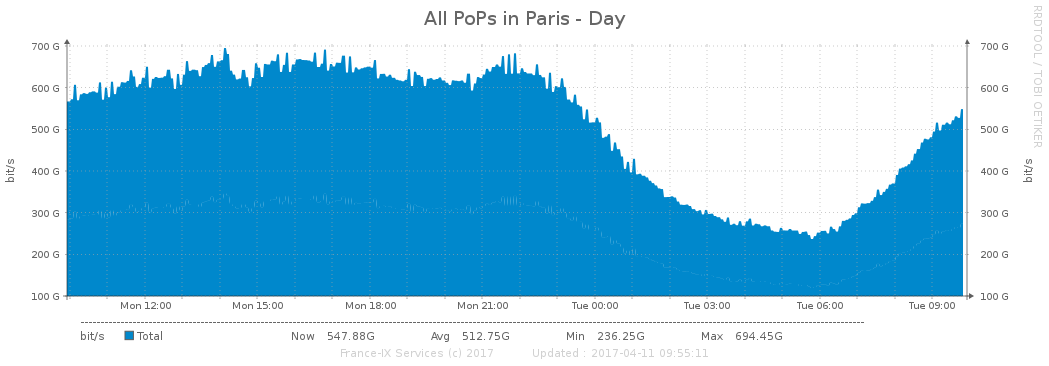 All PoPs in Paris - Day
RRDTOOL / TOBI OETIKER
700 G 700 G
600 G 600 G
500 G 500 G
400 G 400 G
300 G 300 G
200 G 200 G
100 G 100 G
bit/s
bit/s
Mon 12:00 Mon 15:00 Mon 18:00 Mon 21:00 Tue 00:00 Tue 03:00 Tue 06:00 Tue 09:00
bit/s Total Now 547.88G Avg 512.75G Min 236.25G Max 694.45G
France-IX Services (c) 2017 Updated : 2017-04-11 09:55:11